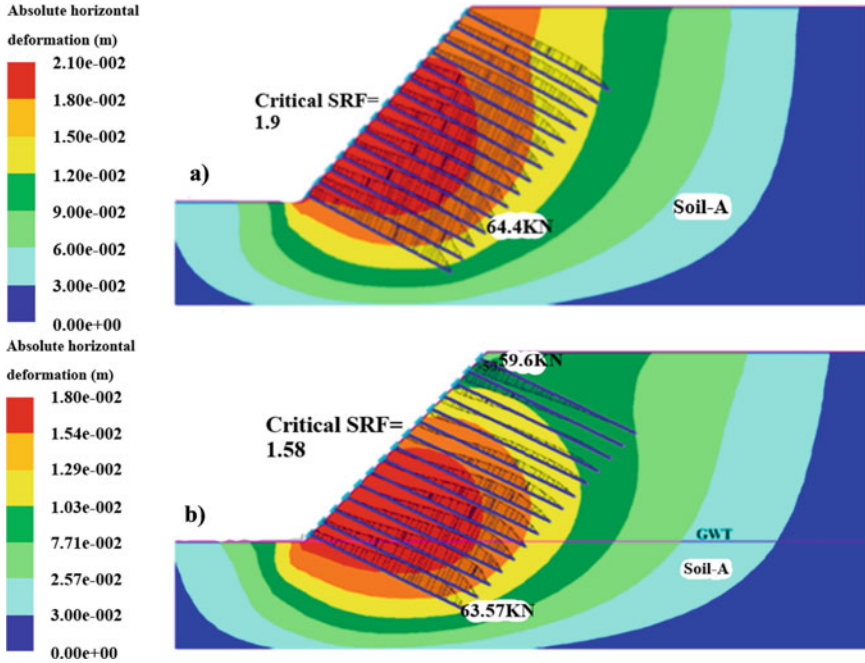 Absolute horizontal
deformation (m)
2.10e-002
1.80e-002
1.50e-002
1.20e-002
9.00e-002
6.00e-002
3.00e-002
0.00e+00
Critical SRF=
1.9
a)
64.4KN
Soil-A
Absolute horizontal
deformation (m)
1.80e-002
1.54e-002
1.29e-002
1.03e-002
7.71e-002
2.57e-002
3.00e-002
0.00e+00
59.6KN
Critical SRF=
1.58
b)
GWT
Soil-A
63.57KN